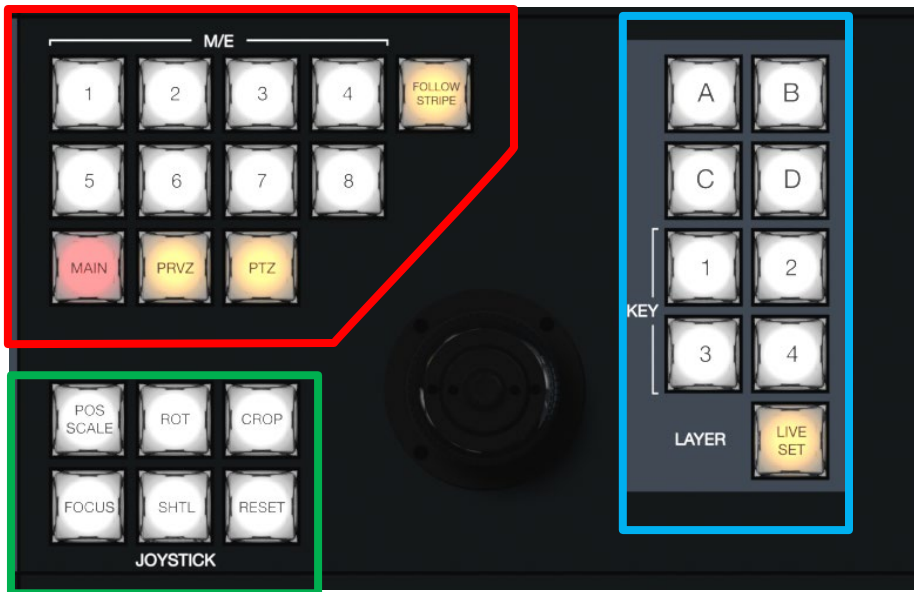 M/E
1 2 3 4 FOLLOW
STRIPE
5 6 7 8
MAIN PRVZ PTZ
POS
SCALE ROT CROP
FOCUS SHTL RESET
JOYSTICK
A B
C D
1 2
KEY
3 4
LAYER LIVE
SET